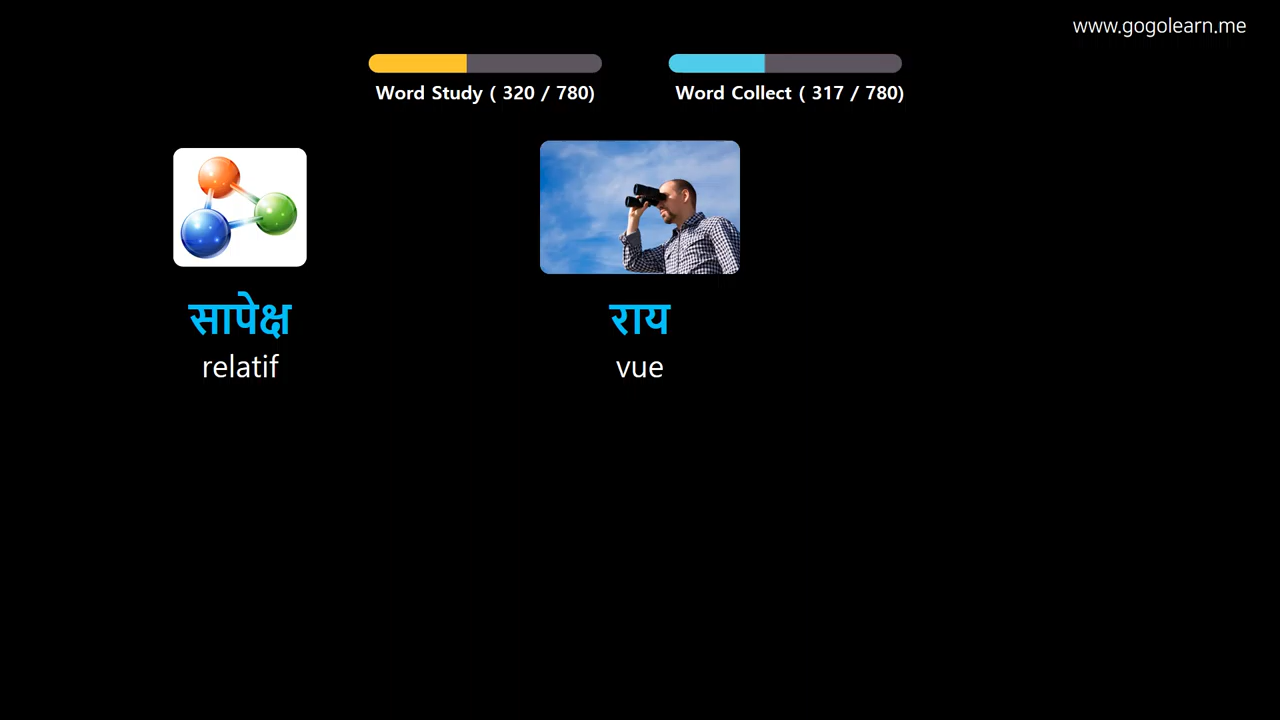 www.gogolearn.me
Word Study ( 320 / 780)
Word Collect ( 317 / 780)
सापेक्ष
relatif
राय
vue